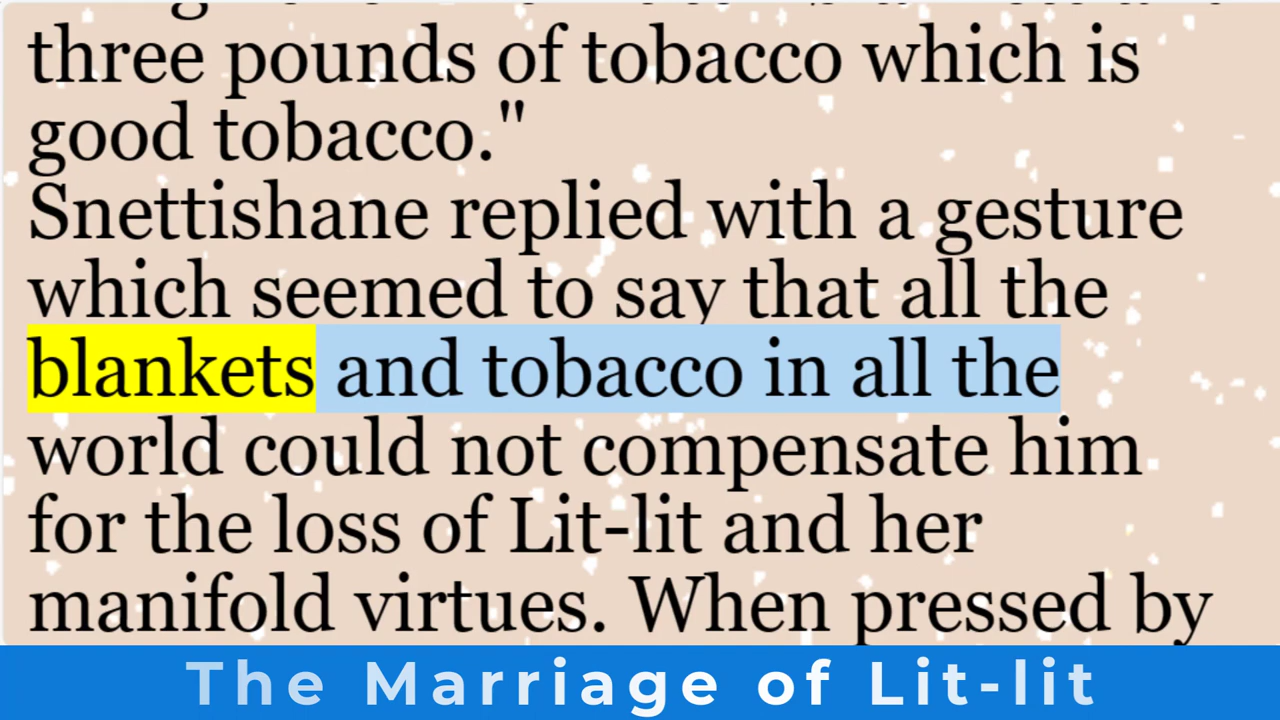 three pounds of tobacco which is
good tobacco."
Snettishane replied with a gesture
which seemed to say that all the
blankets and tobacco in all the
world could not compensate him
for the loss of Lit-lit and her
manifold virtues. When pressed by
The Marriage of Lit-lit